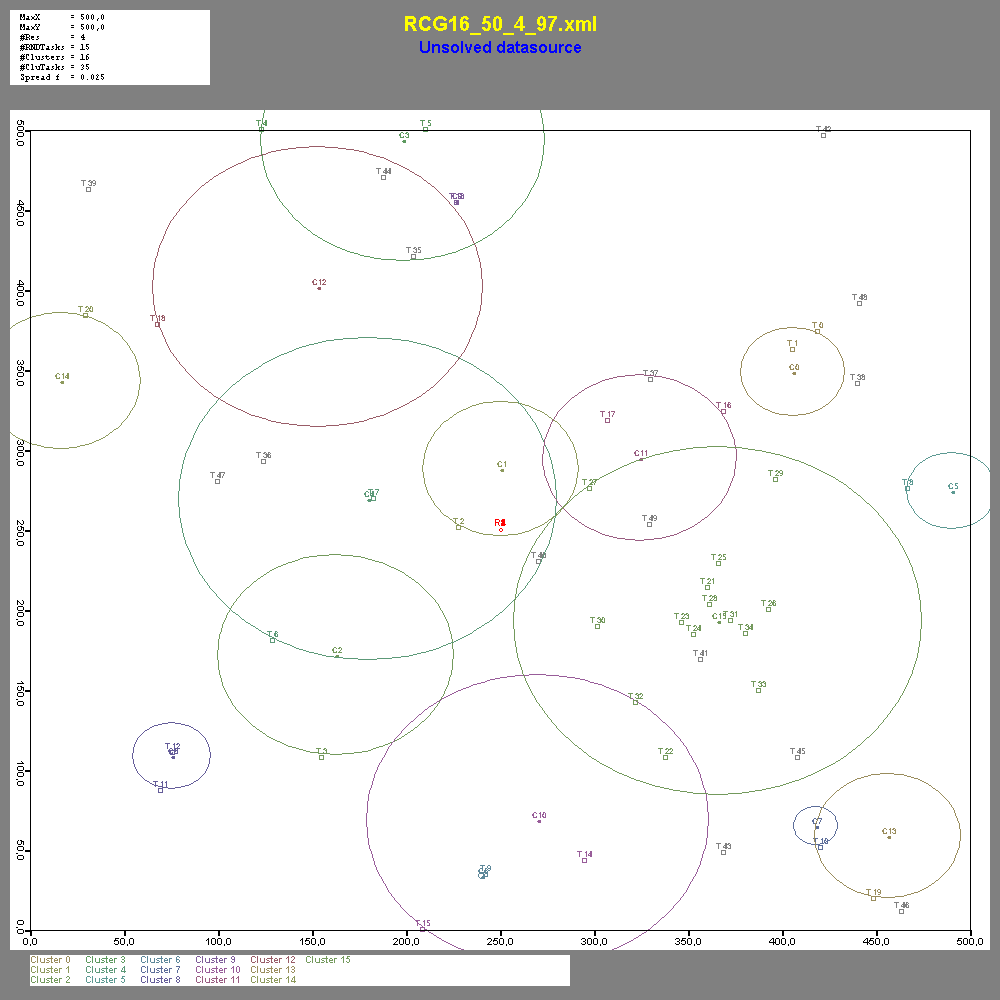 MaxX = 500,0
MaxY = 500,0
#Res = 4
#RNDTasks = 15
#Clusters = 16
#CluTasks = 35
Spread f = 0.025
RCG16_50_4_97.xml
Unsolved datasource
T 4
T 5
T 42
C3
T 44
T 39
T 35
C12
T 48
T 20
T 18
T 0
T 1
C0
T 38
C14
T 37
T 16
T 17
C11
T 36
T 47
C1
T 29
T 27
T 8
C5
T 7
T 2
T 49
T 40
T 25
T 21
T 28
T 26
T 23
C15
T 31
T 30
T 24
T 34
T 6
C2
T 41
T 33
T 32
T 12
T 3
T 22
T 45
T 11
C10
C7
C13
T 10
T 14
T 43
T 9
T 19
T 46
T 15
500,0
450,0
400,0
350,0
300,0
250,0
200,0
150,0
100,0
50,0
0,0
0,0 50,0 100,0 150,0 200,0 250,0 300,0 350,0 400,0 450,0 500,0
Cluster 0 Cluster 3 Cluster 6 Cluster 9 Cluster 12 Cluster 15
Cluster 1 Cluster 4 Cluster 7 Cluster 10 Cluster 13
Cluster 2 Cluster 5 Cluster 8 Cluster 11 Cluster 14